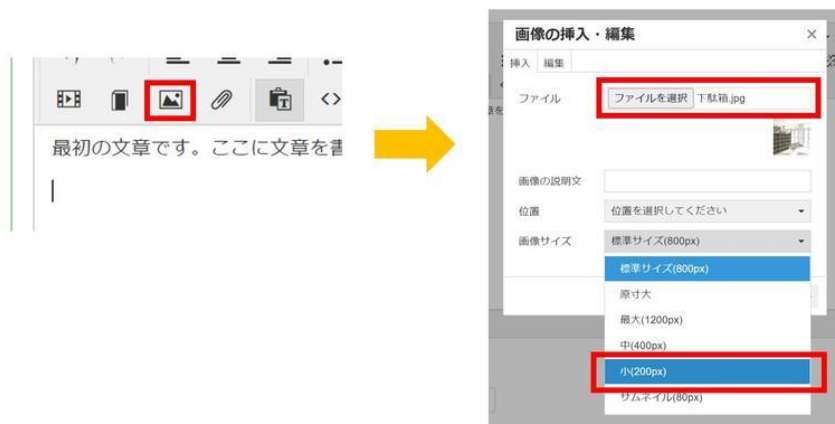 最初の文章です。ここに文章を書
画像の挿入・編集
挿入 編集
ファイル ファイルを選択 下駄箱.jpg
画像の説明文
位置 位置を選択してください
画像サイズ 標準サイズ(800px)
標準サイズ(800px)
原寸大
最大(1200px)
中(400px)
小(200px)
サムネイル(80px)